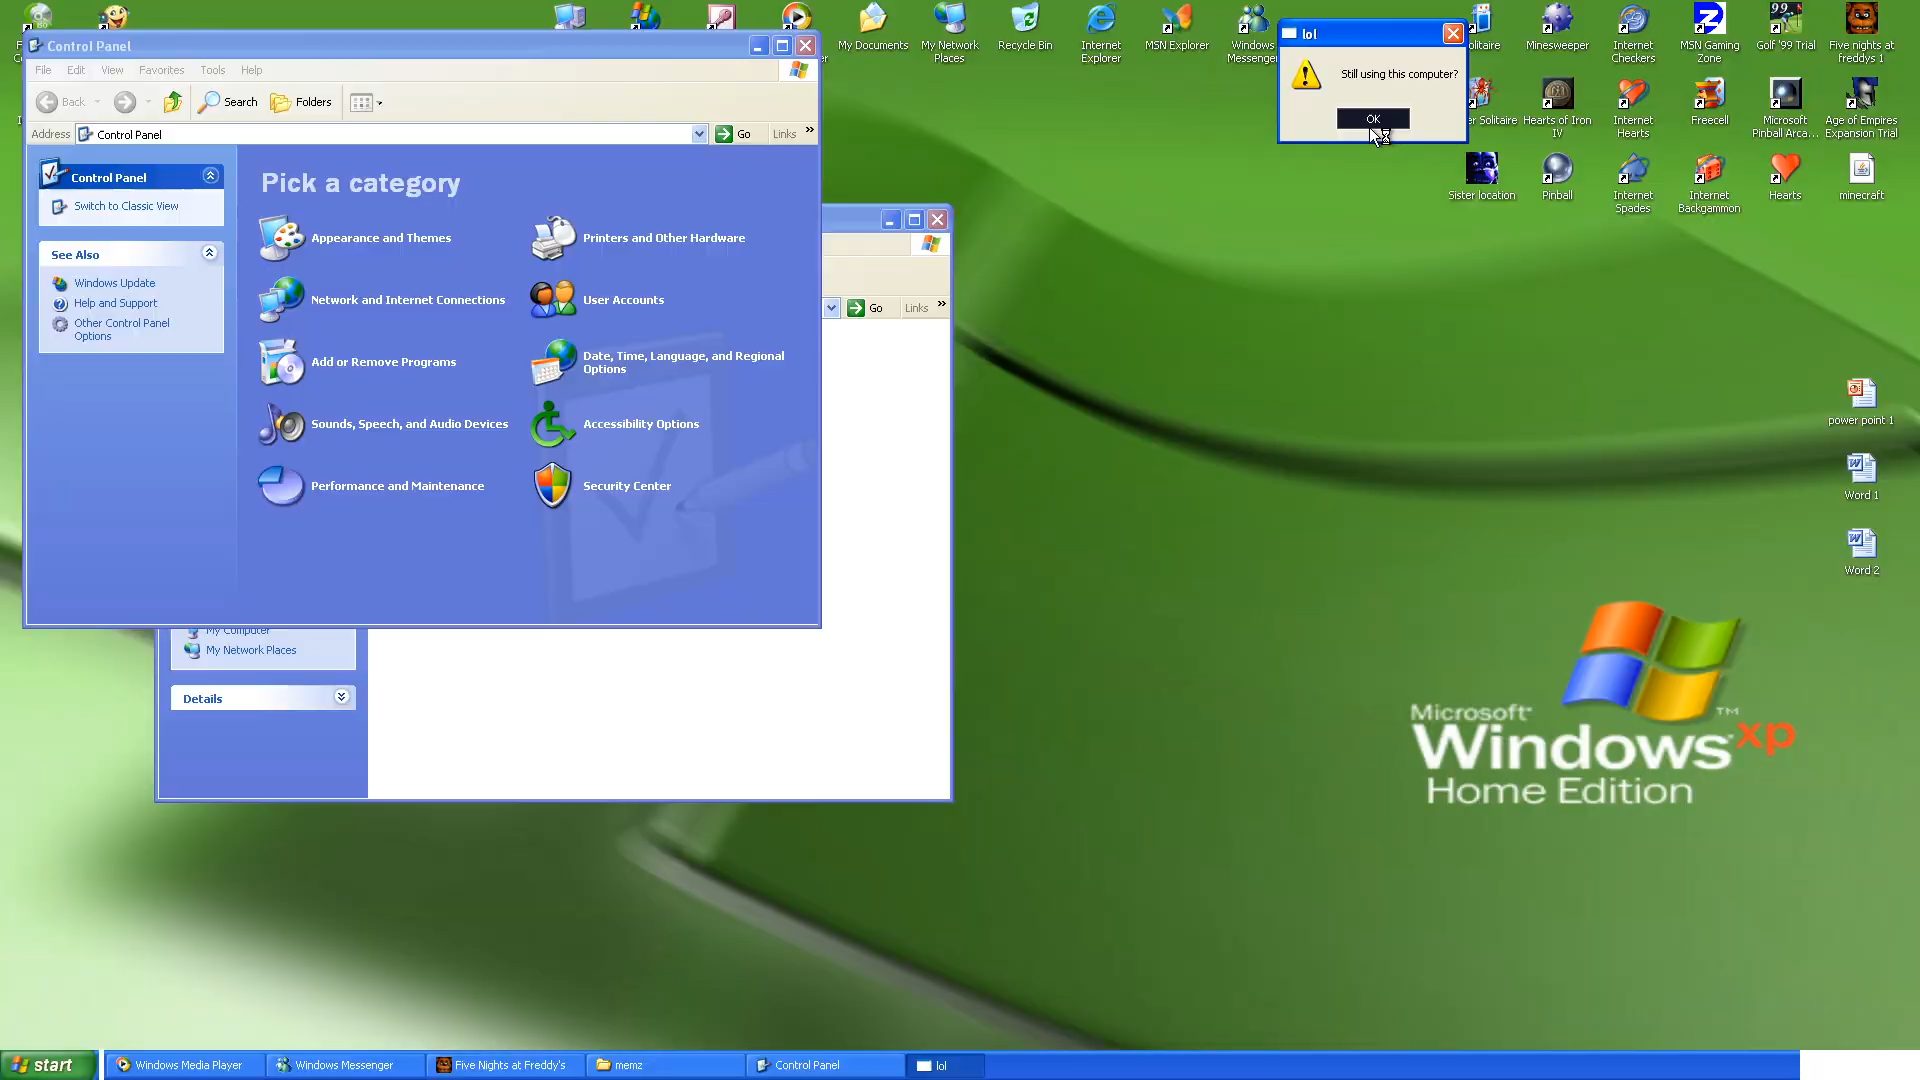 My Documents
My Network
Places
Recycle Bin
Internet
Explorer
MSN Explorer
Windows
Messenger
Minesweeper
Internet
Checkers
MSN Gaming
Zone
Golf '99 Trial
Five nights at
freddys 1
Hearts of Iron
IV
Internet
Hearts
Freecell
Microsoft
Pinball Arca...
Age of Empires
Expansion Trial
Sister location
Pinball
Internet
Spades
Internet
Backgammon
Hearts
minecraft
power point 1
Word 1
Word 2
lol
Still using this computer?
OK
Control Panel
File Edit View Favorites Tools Help
Back Search Folders
Address Control Panel Go Links »
Control Panel
Switch to Classic View
See Also
Windows Update
Help and Support
Other Control Panel
Options
Pick a category
Appearance and Themes
Printers and Other Hardware
Network and Internet Connections
User Accounts
Add or Remove Programs
Date, Time, Language, and Regional
Options
Sounds, Speech, and Audio Devices
Accessibility Options
Performance and Maintenance
Security Center
Go Links »
My Computer
My Network Places
Details
Microsoft
Windows xp
TM
Home Edition
start
Windows Media Player
Windows Messenger
Five Nights at Freddy's
memz
Control Panel
lol